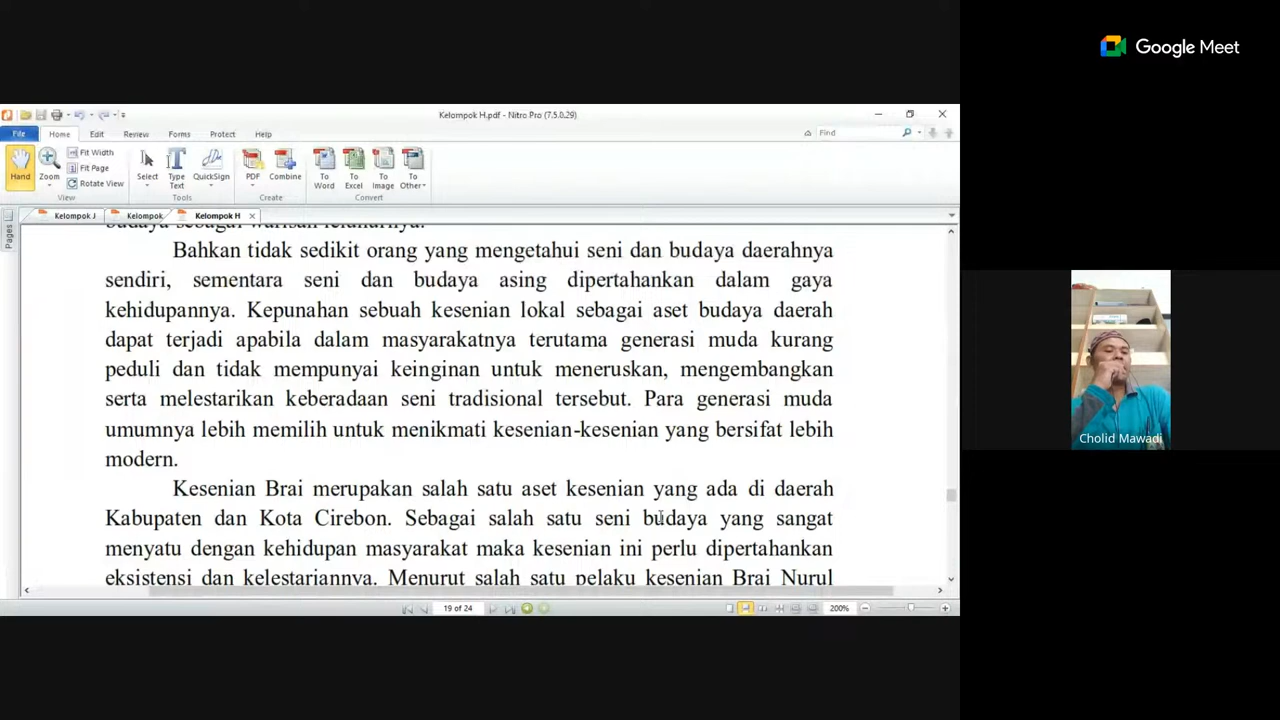 Google Meet
Kelompok H.pdf - Nitro Pro (7.5.0.29)
File Home Edit Review Forms Protect Help
Find
Hand
Zoom
Fit Width
Fit Page
Rotate View
View
Select
Type Text
QuickSign
Tools
PDF
Combine
Create
To Word
To Excel
To Image
To Other
Convert
Kelompok J
Kelompok
Kelompok H
Pages
budaya sebagai warisan leluhurnya.
Bahkan tidak sedikit orang yang mengetahui seni dan budaya daerahnya
sendiri, sementara seni dan budaya asing dipertahankan dalam gaya
kehidupannya. Kepunahan sebuah kesenian lokal sebagai aset budaya daerah
dapat terjadi apabila dalam masyarakatnya terutama generasi muda kurang
peduli dan tidak mempunyai keinginan untuk meneruskan, mengembangkan
serta melestarikan keberadaan seni tradisional tersebut. Para generasi muda
umumnya lebih memilih untuk menikmati kesenian-kesenian yang bersifat lebih
modern.
Kesenian Brai merupakan salah satu aset kesenian yang ada di daerah
Kabupaten dan Kota Cirebon. Sebagai salah satu seni budaya yang sangat
menyatu dengan kehidupan masyarakat maka kesenian ini perlu dipertahankan
eksistensi dan kelestariannya. Menurut salah satu pelaku kesenian Brai Nurul
19 of 24
200%
Cholid Mawadi